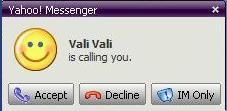 Yahoo! Messenger
Vali Vali
is calling you.
Accept
Decline
IM Only